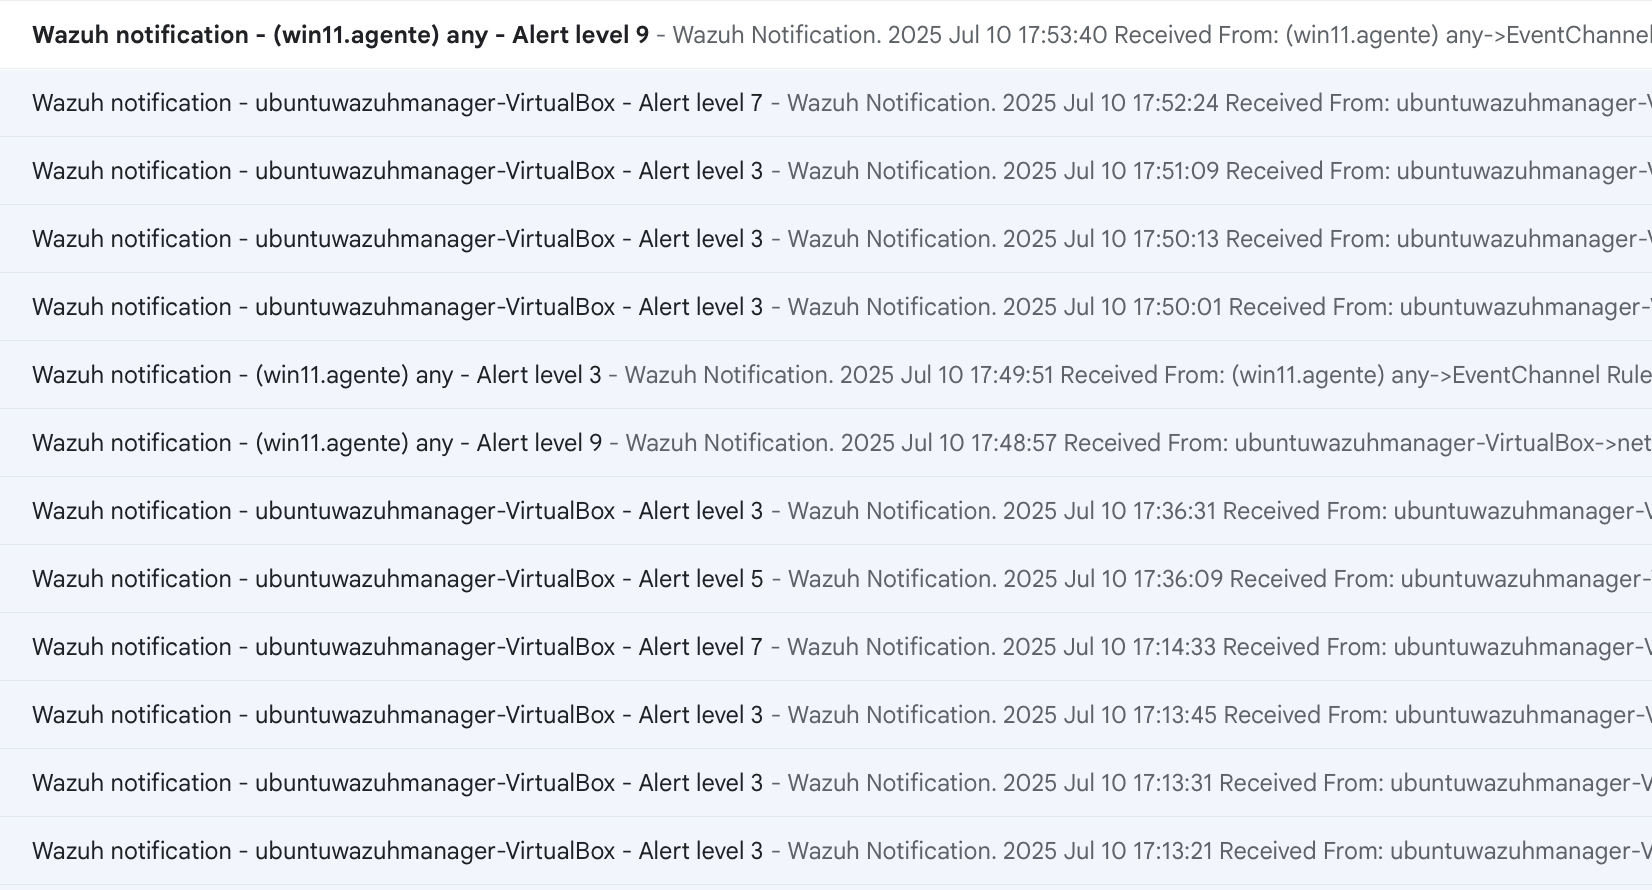 Wazuh notification - (win11.agente) any - Alert level 9 - Wazuh Notification. 2025 Jul 10 17:53:40 Received From: (win11.agente) any->EventChannel
Wazuh notification - ubuntuwazuhmanager-VirtualBox - Alert level 7 - Wazuh Notification. 2025 Jul 10 17:52:24 Received From: ubuntuwazuhmanager-V
Wazuh notification - ubuntuwazuhmanager-VirtualBox - Alert level 3 - Wazuh Notification. 2025 Jul 10 17:51:09 Received From: ubuntuwazuhmanager-V
Wazuh notification - ubuntuwazuhmanager-VirtualBox - Alert level 3 - Wazuh Notification. 2025 Jul 10 17:50:13 Received From: ubuntuwazuhmanager-V
Wazuh notification - ubuntuwazuhmanager-VirtualBox - Alert level 3 - Wazuh Notification. 2025 Jul 10 17:50:01 Received From: ubuntuwazuhmanager-
Wazuh notification - (win11.agente) any - Alert level 3 - Wazuh Notification. 2025 Jul 10 17:49:51 Received From: (win11.agente) any->EventChannel Rule
Wazuh notification - (win11.agente) any - Alert level 9 - Wazuh Notification. 2025 Jul 10 17:48:57 Received From: ubuntuwazuhmanager-VirtualBox->net
Wazuh notification - ubuntuwazuhmanager-VirtualBox - Alert level 3 - Wazuh Notification. 2025 Jul 10 17:36:31 Received From: ubuntuwazuhmanager-V
Wazuh notification - ubuntuwazuhmanager-VirtualBox - Alert level 5 - Wazuh Notification. 2025 Jul 10 17:36:09 Received From: ubuntuwazuhmanager-
Wazuh notification - ubuntuwazuhmanager-VirtualBox - Alert level 7 - Wazuh Notification. 2025 Jul 10 17:14:33 Received From: ubuntuwazuhmanager-V
Wazuh notification - ubuntuwazuhmanager-VirtualBox - Alert level 3 - Wazuh Notification. 2025 Jul 10 17:13:45 Received From: ubuntuwazuhmanager-V
Wazuh notification - ubuntuwazuhmanager-VirtualBox - Alert level 3 - Wazuh Notification. 2025 Jul 10 17:13:31 Received From: ubuntuwazuhmanager-V
Wazuh notification - ubuntuwazuhmanager-VirtualBox - Alert level 3 - Wazuh Notification. 2025 Jul 10 17:13:21 Received From: ubuntuwazuhmanager-V